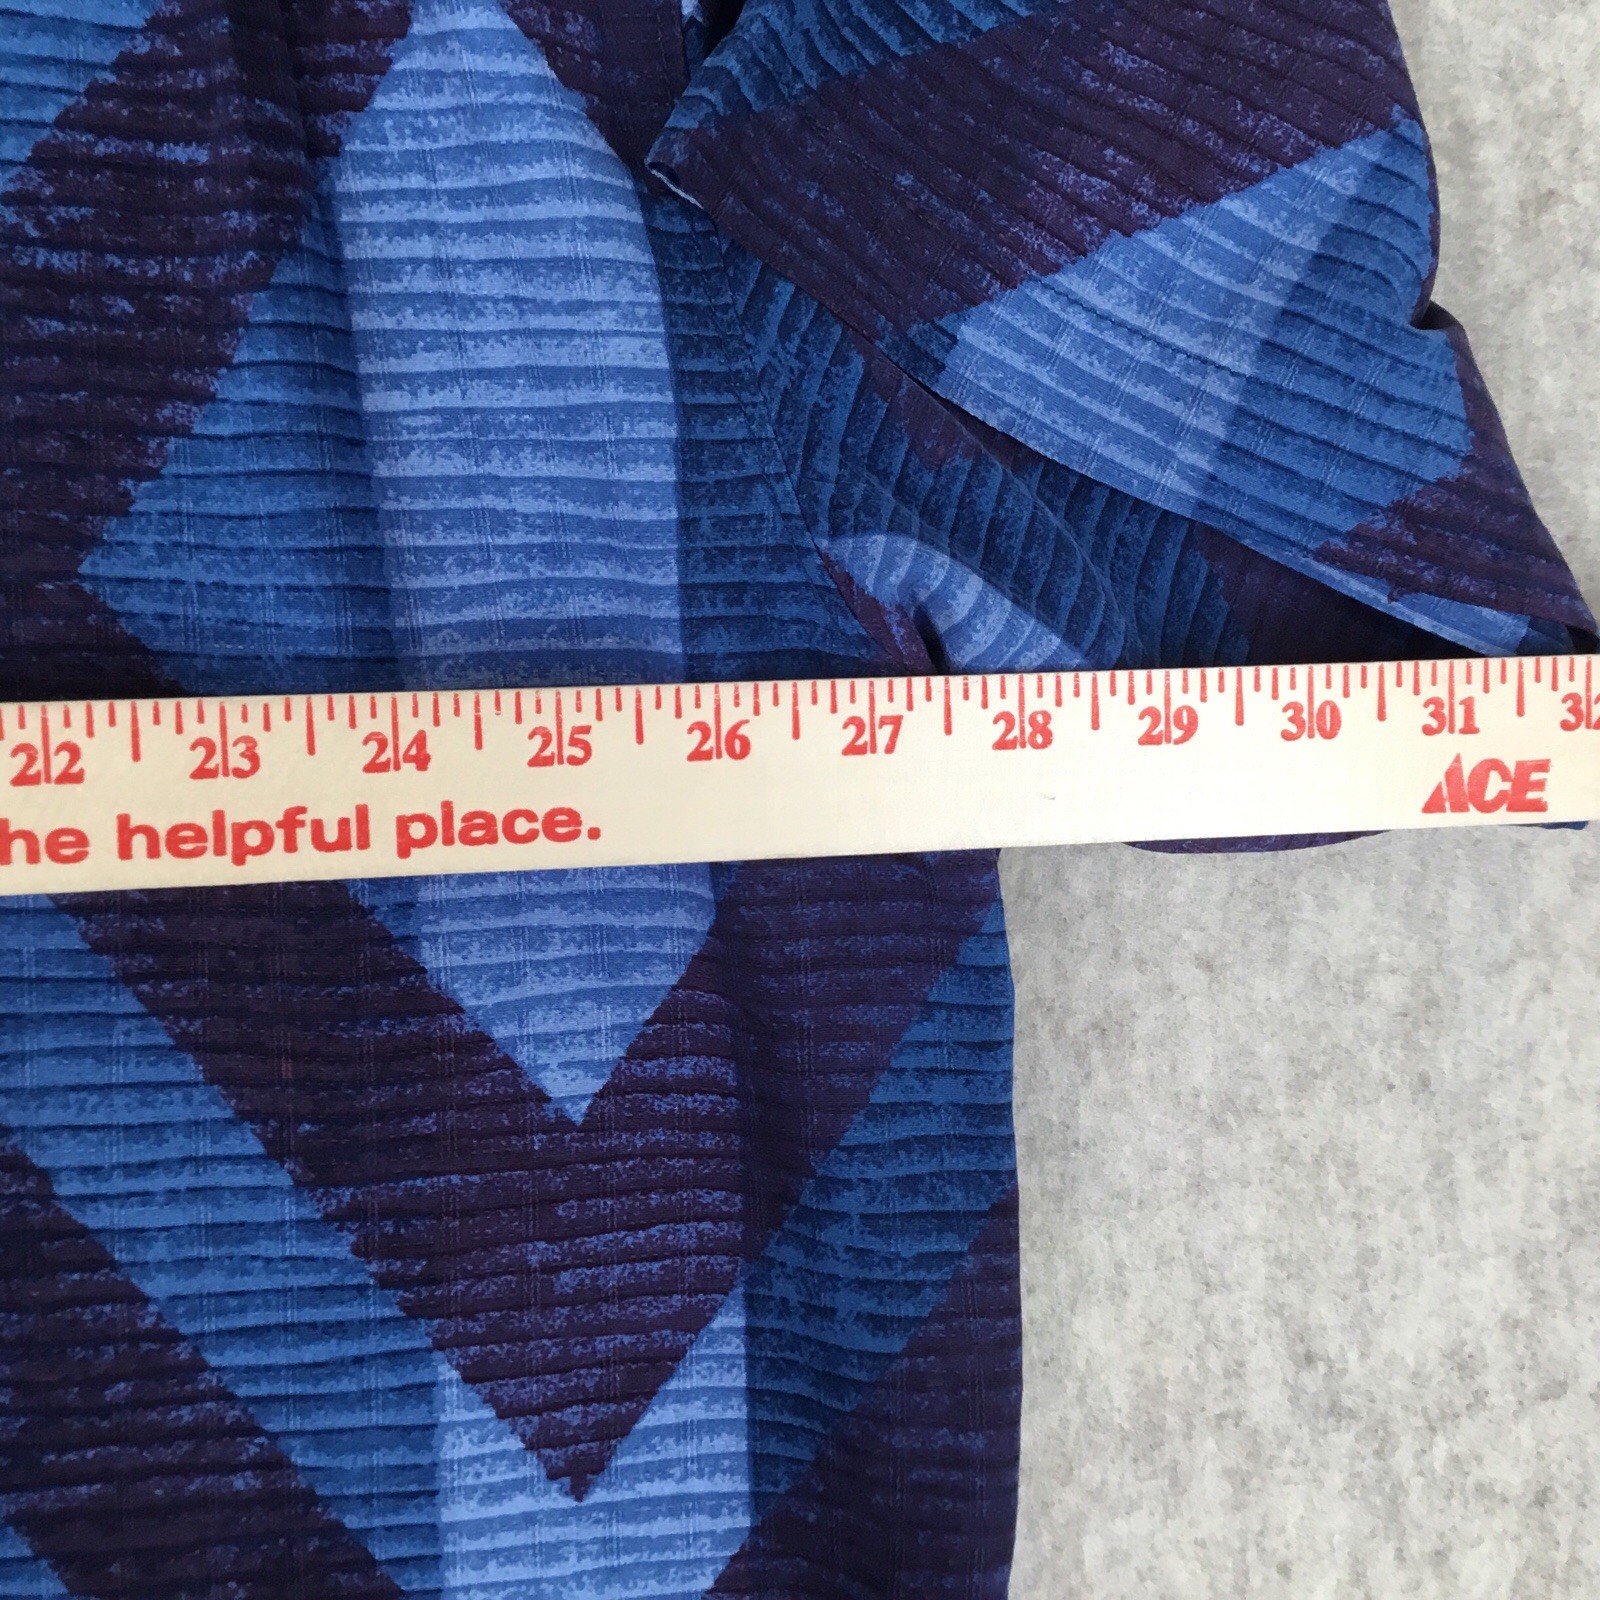 22 23 24 25 26 27 28 29 30 31 32
ACE
he helpful place.